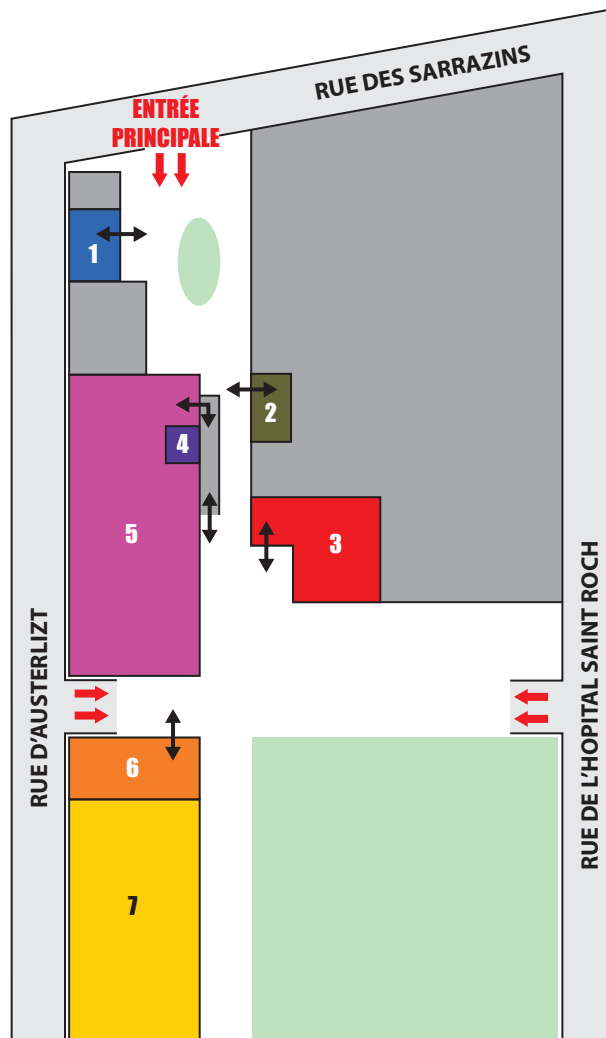 RUE DES SARRAZINS
ENTRÉE
PRINCIPALE
1
2
4
5
3
RUE D'AUSTERLIZT
RUE DE L'HOPITAL SAINT ROCH
6
7